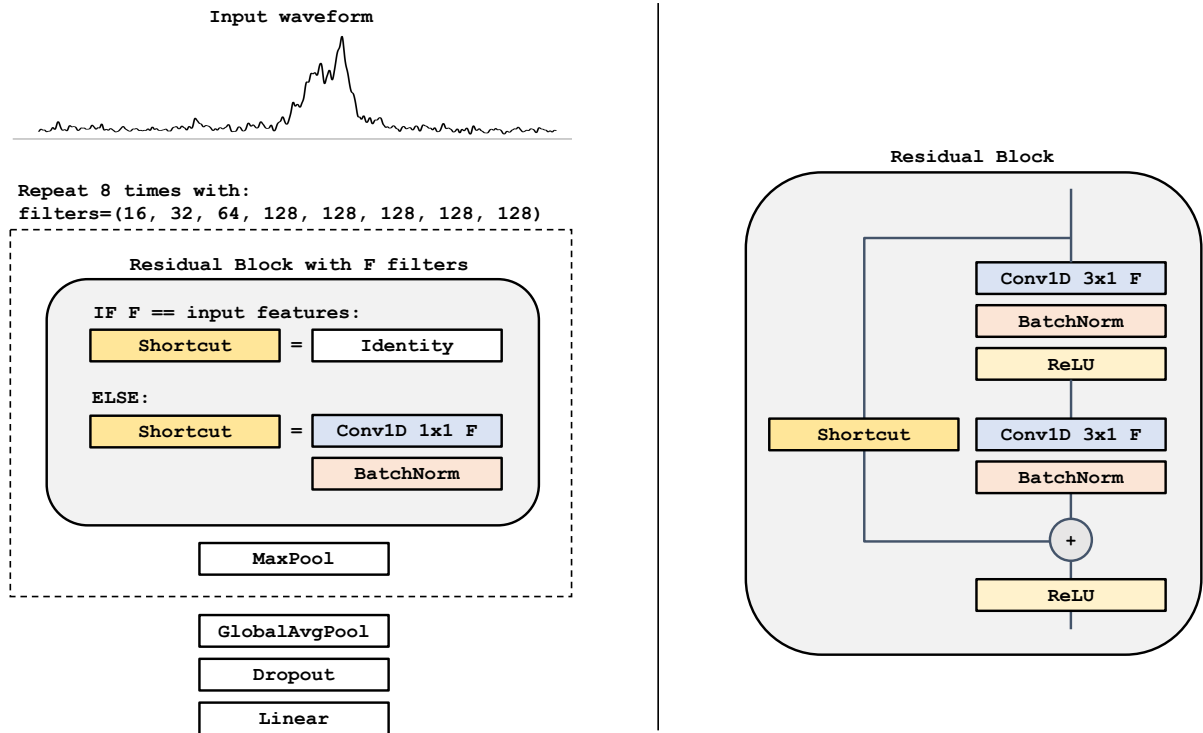 Input waveform
Repeat 8 times with:
filters=(16, 32, 64, 128, 128, 128, 128, 128)
Residual Block with F filters
IF F == input features:
Shortcut = Identity
ELSE:
Shortcut = Conv1D 1x1 F
BatchNorm
MaxPool
GlobalAvgPool
Dropout
Linear
Residual Block
Conv1D 3x1 F
BatchNorm
ReLU
Shortcut
Conv1D 3x1 F
BatchNorm
+
ReLU